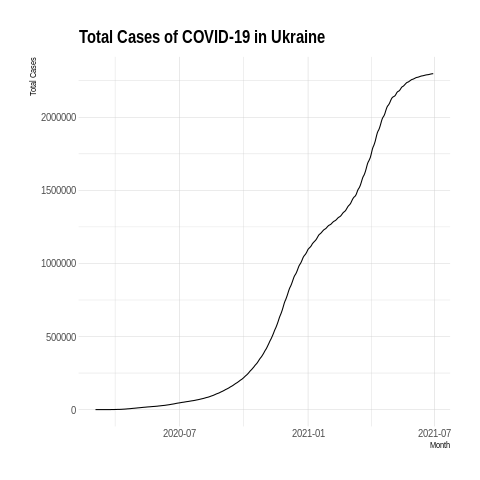 Total Cases of COVID-19 in Ukraine
Total Cases
2000000
1500000
1000000
500000
0
2020-07 2021-01 2021-07
Month